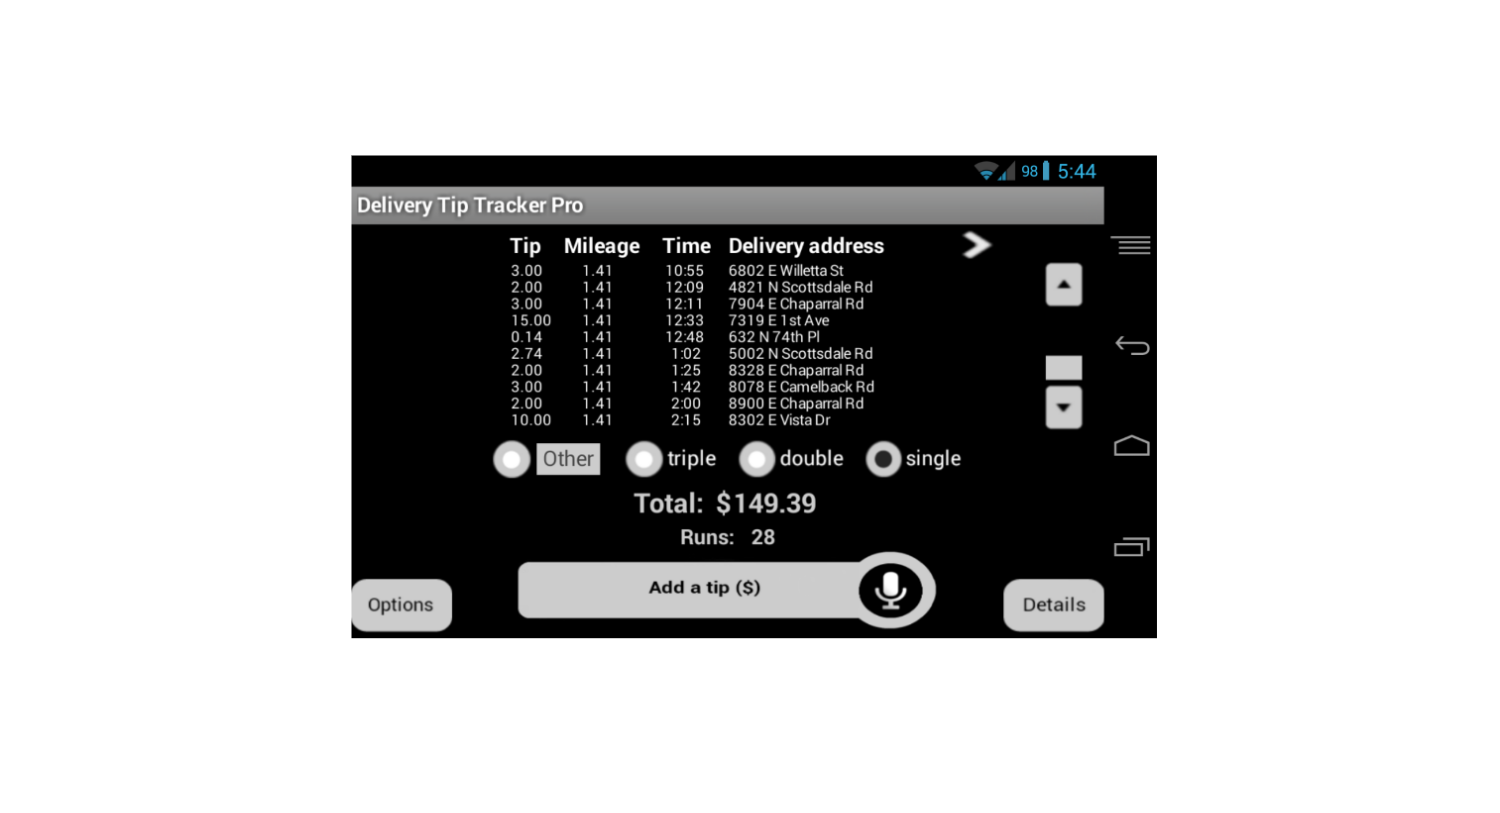 98 5:44
Delivery Tip Tracker Pro
Tip Mileage Time Delivery address
3.00 1.41 10:55 6802 E Willetta St
2.00 1.41 12:09 4821 N Scottsdale Rd
3.00 1.41 12:11 7904 E Chaparral Rd
15.00 1.41 12:33 7319 E 1st Ave
0.14 1.41 12:48 632 N 74th Pl
2.74 1.41 1:02 5002 N Scottsdale Rd
2.00 1.41 1:25 8328 E Chaparral Rd
3.00 1.41 1:42 8078 E Camelback Rd
2.00 1.41 2:00 8900 E Chaparral Rd
10.00 1.41 2:15 8302 E Vista Dr
Other triple double single
Total: $149.39
Runs: 28
Add a tip ($)
Options Details